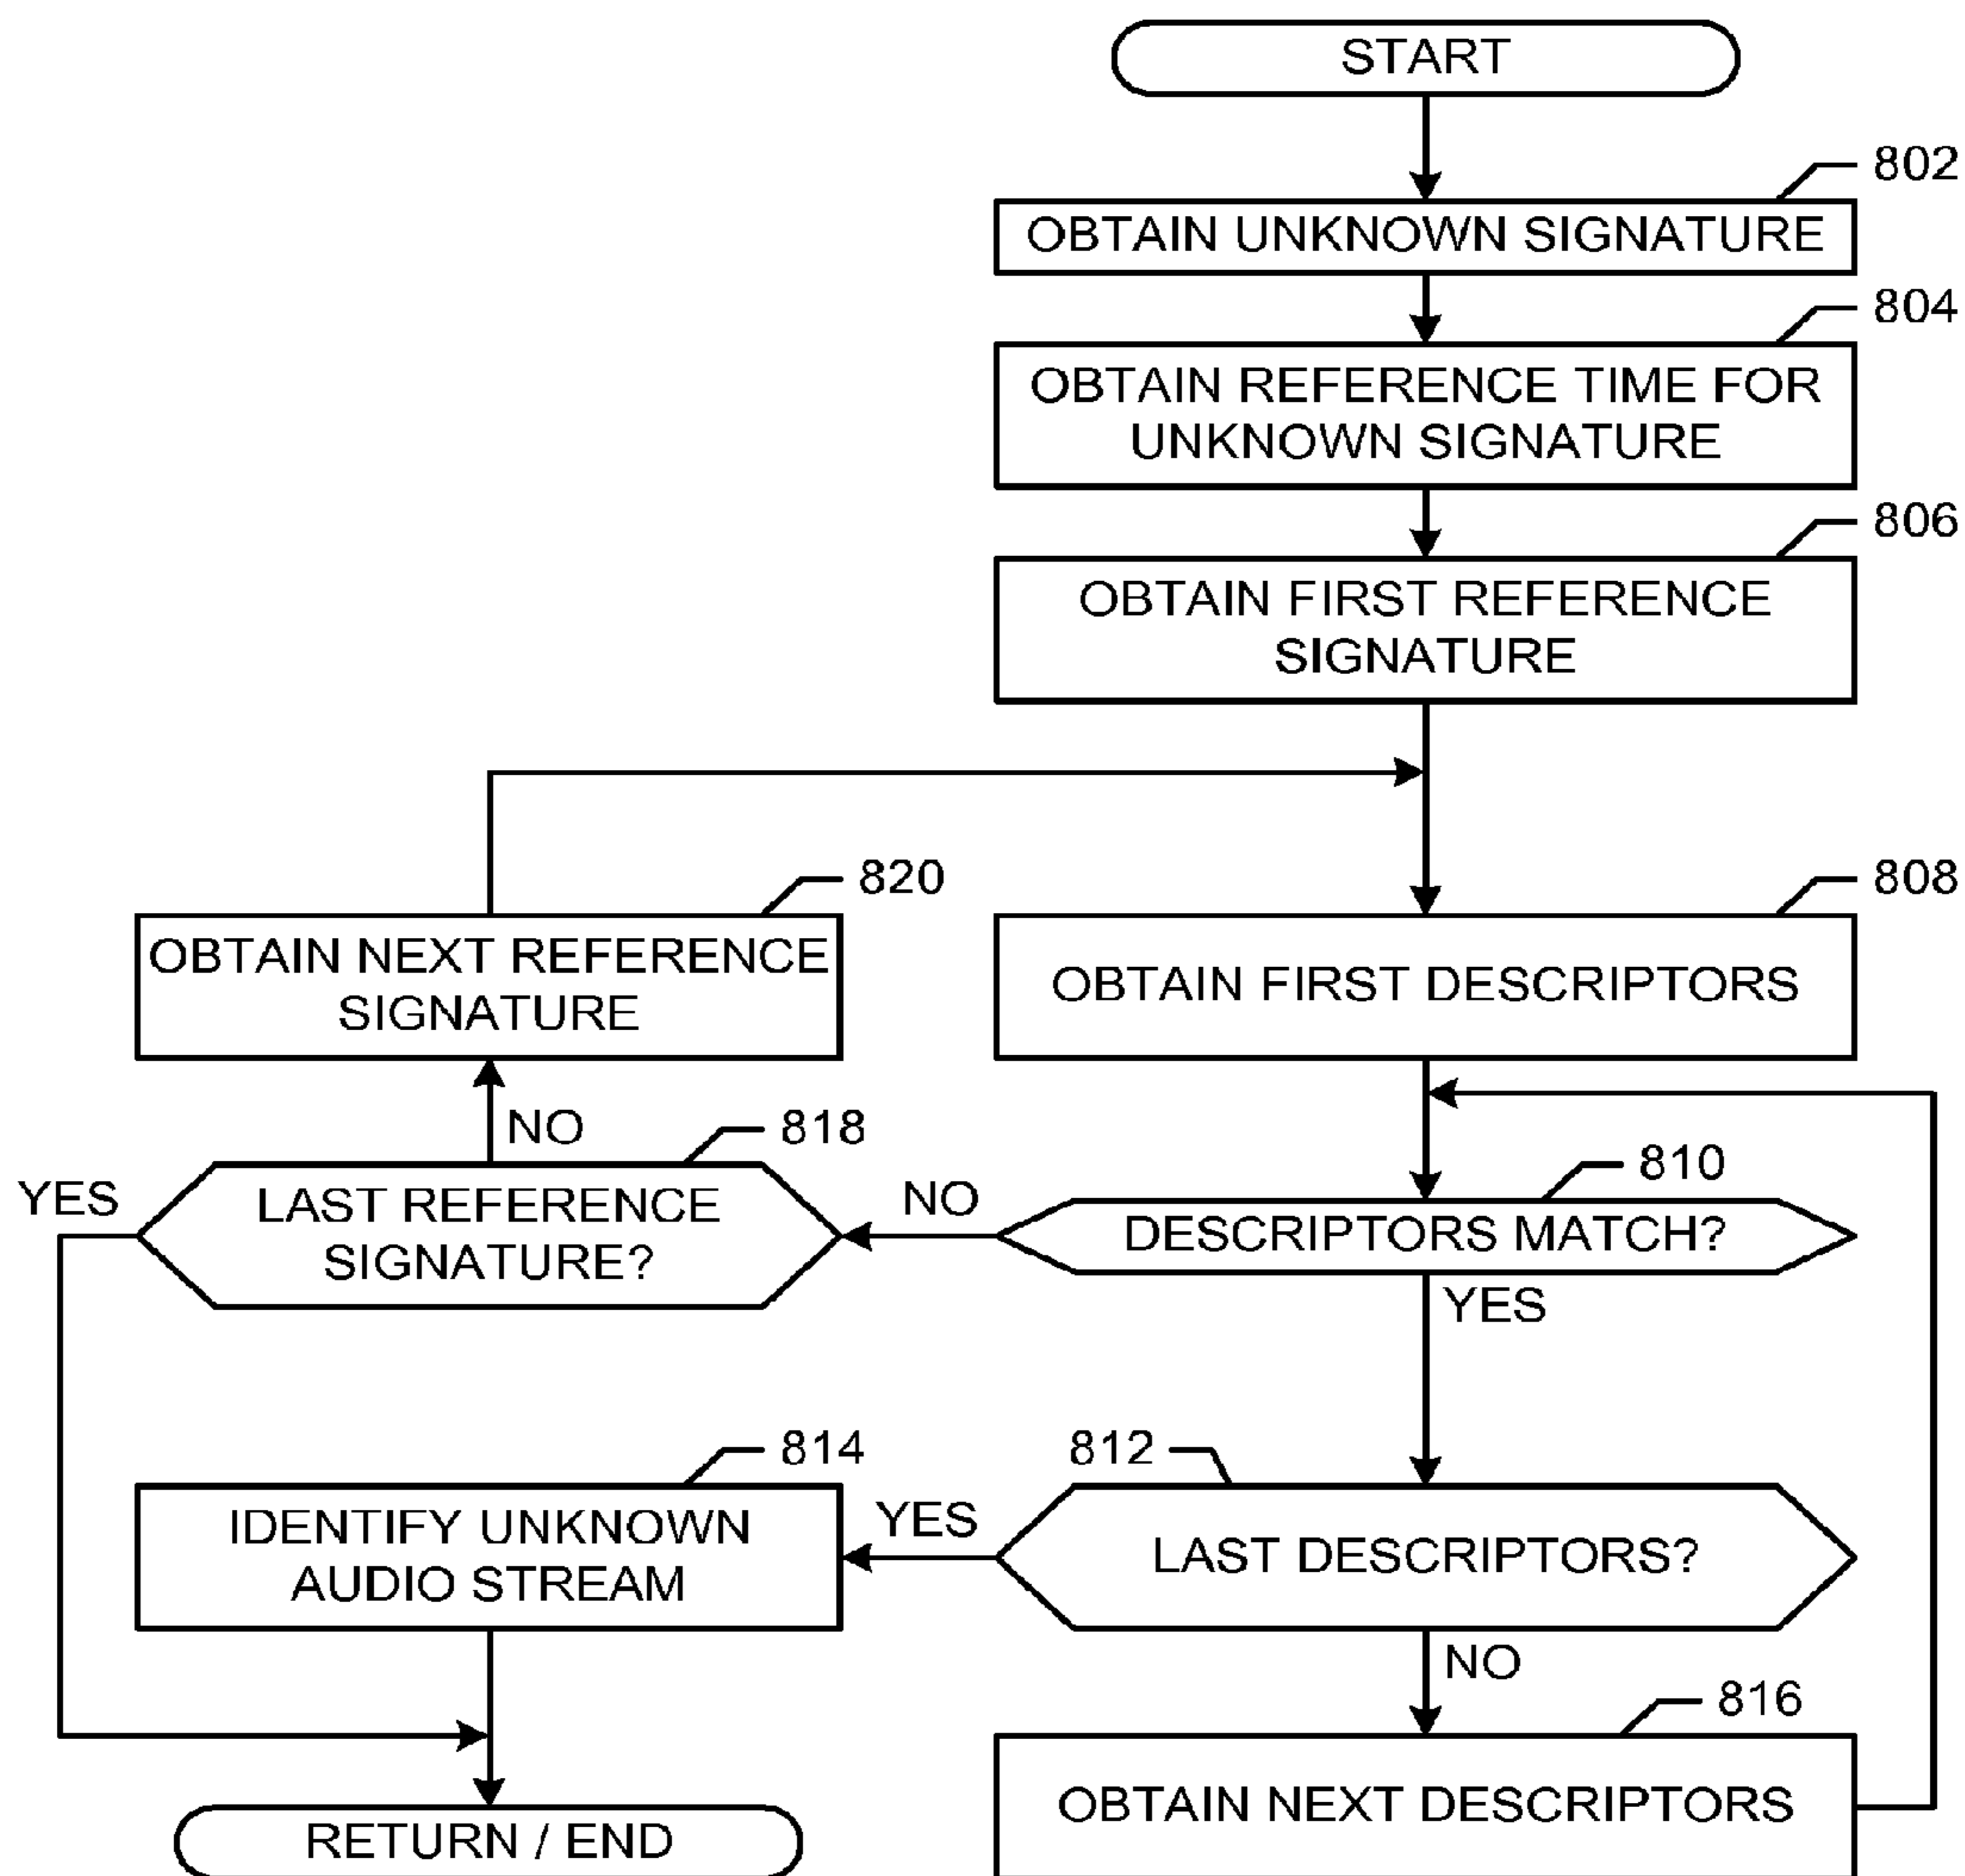 START
802
OBTAIN UNKNOWN SIGNATURE
804
OBTAIN REFERENCE TIME FOR
UNKNOWN SIGNATURE
806
OBTAIN FIRST REFERENCE
SIGNATURE
820
OBTAIN NEXT REFERENCE
SIGNATURE
808
OBTAIN FIRST DESCRIPTORS
NO
818
YES
LAST REFERENCE
SIGNATURE?
NO
810
DESCRIPTORS MATCH?
YES
814
IDENTIFY UNKNOWN
AUDIO STREAM
812
YES
LAST DESCRIPTORS?
NO
816
OBTAIN NEXT DESCRIPTORS
RETURN / END